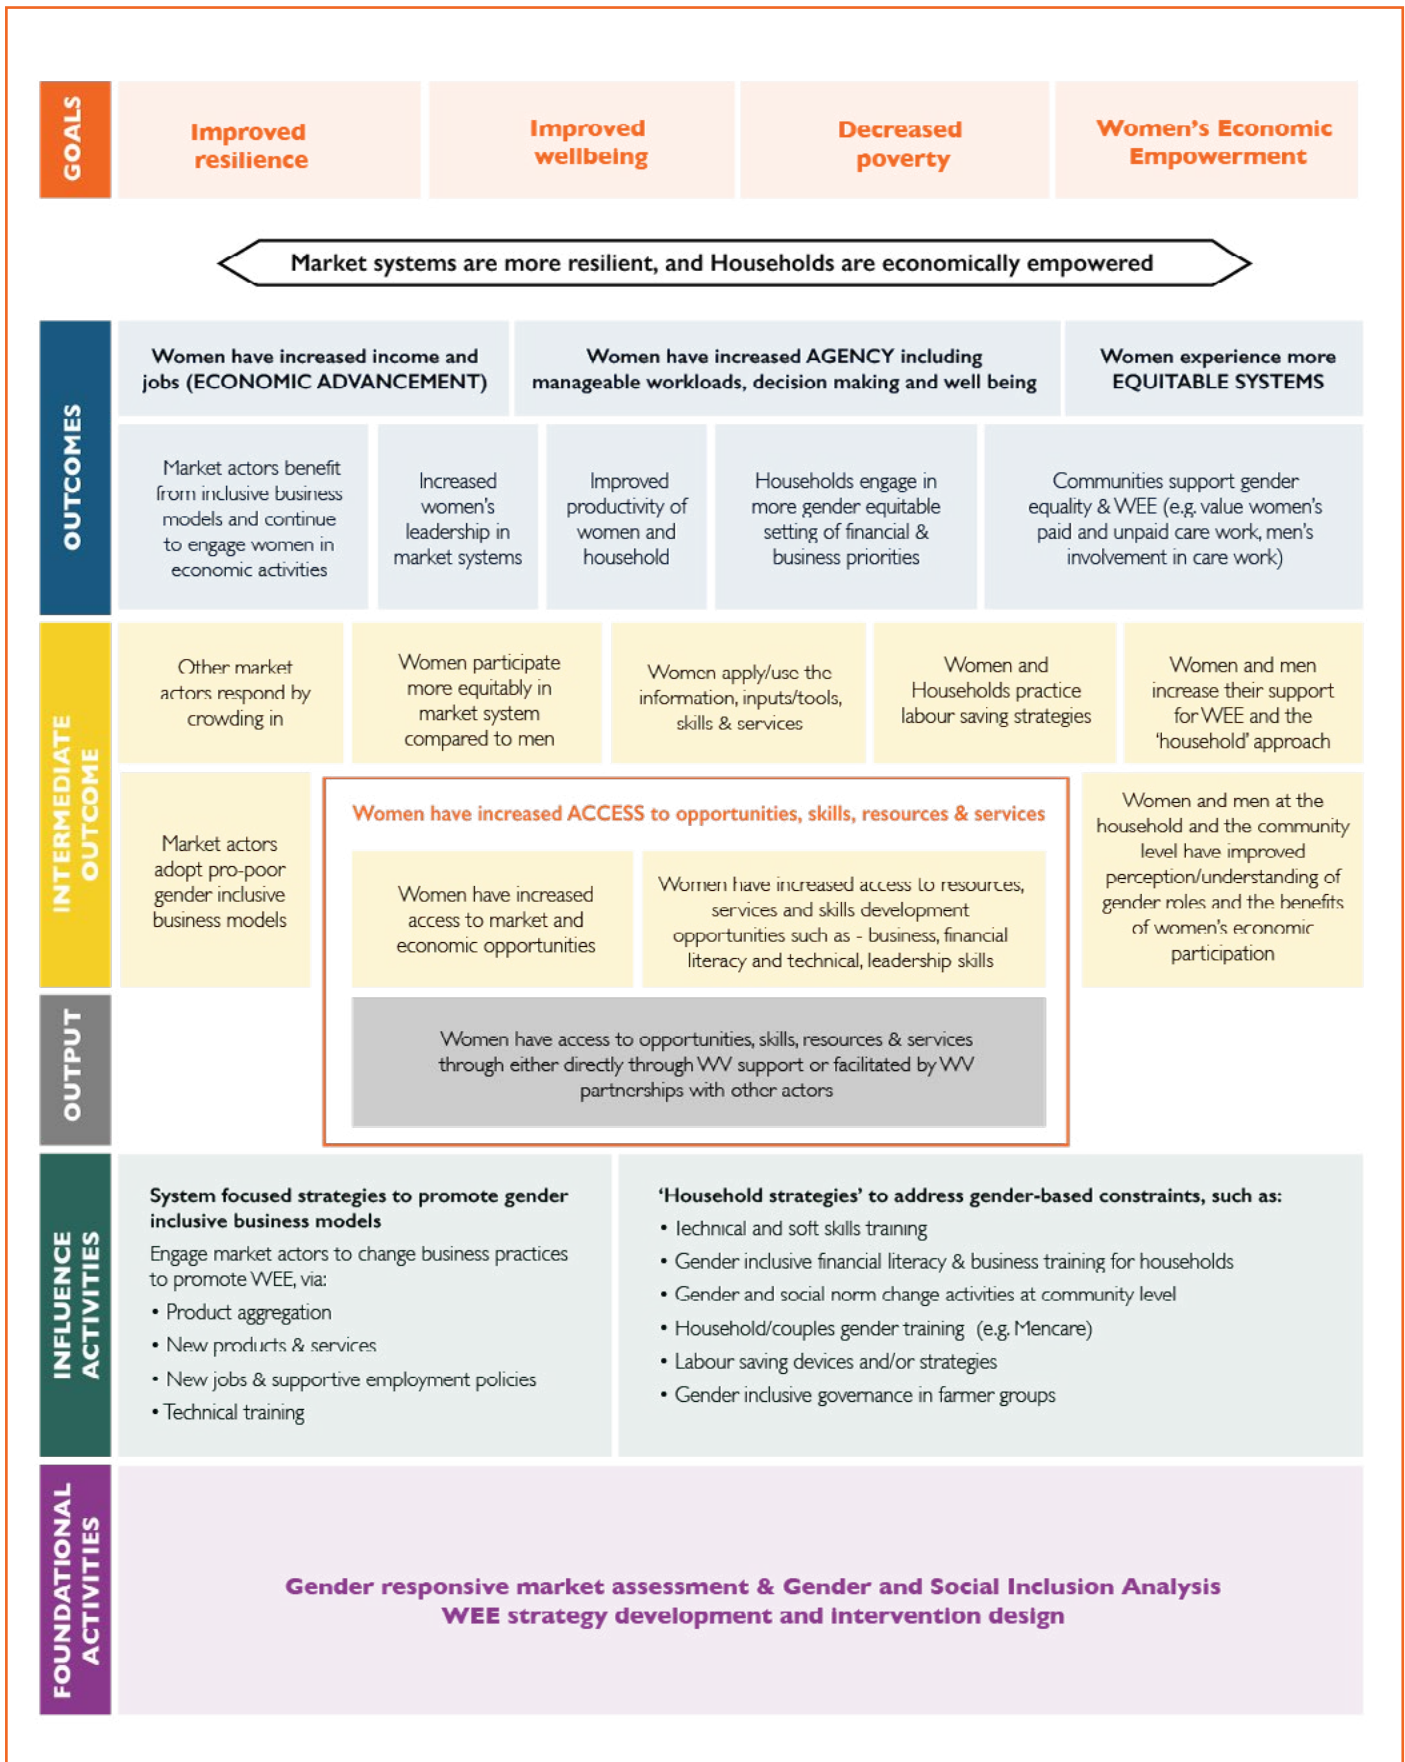 GOALS
Improved
resilience
Improved
wellbeing
Decreased
poverty
Women's Economic
Empowerment
Market systems are more resilient, and Households are economically empowered
OUTCOMES
Women have increased income and
jobs (ECONOMIC ADVANCEMENT)
Women have increased AGENCY including
manageable workloads, decision making and well being
Women experience more
EQUITABLE SYSTEMS
Market actors benefit
from inclusive business
models and continue
to engage women in
economic activities
Increased
women's
leadership in
market systems
Improved
productivity of
women and
household
Households engage in
more gender equitable
setting of financial &
business priorities
Communities support gender
equality & WEE (e.g. value women's
paid and unpaid care work, men's
involvement in care work)
INTERMEDIATE
OUTCOME
Other market
actors respond by
crowding in
Women participate
more equitably in
market system
compared to men
Women apply/use the
information, inputs/tools,
skills & services
Women and
Households practice
labour saving strategies
Women and men
increase their support
for WEE and the
'household' approach
Market actors
adopt pro-poor
gender inclusive
business models
Women have increased ACCESS to opportunities, skills, resources & services
Women have increased
access to market and
economic opportunities
Women have increased access to resources,
services and skills development
opportunities such as - business, financial
literacy and technical, leadership skills
Women and men at the
household and the community
level have improved
perception/understanding of
gender roles and the benefits
of women's economic
participation
OUTPUT
Women have access to opportunities, skills, resources & services
through either directly through WV support or facilitated by WV
partnerships with other actors
INFLUENCE
ACTIVITIES
System focused strategies to promote gender
inclusive business models
Engage market actors to change business practices
to promote WEE, via:
• Product aggregation
• New products & services
• New jobs & supportive employment policies
• Technical training
'Household strategies' to address gender-based constraints, such as:
• Technical and soft skills training
• Gender inclusive financial literacy & business training for households
• Gender and social norm change activities at community level
• Household/couples gender training (e.g. Mencare)
• Labour saving devices and/or strategies
• Gender inclusive governance in farmer groups
FOUNDATIONAL
ACTIVITIES
Gender responsive market assessment & Gender and Social Inclusion Analysis
WEE strategy development and intervention design